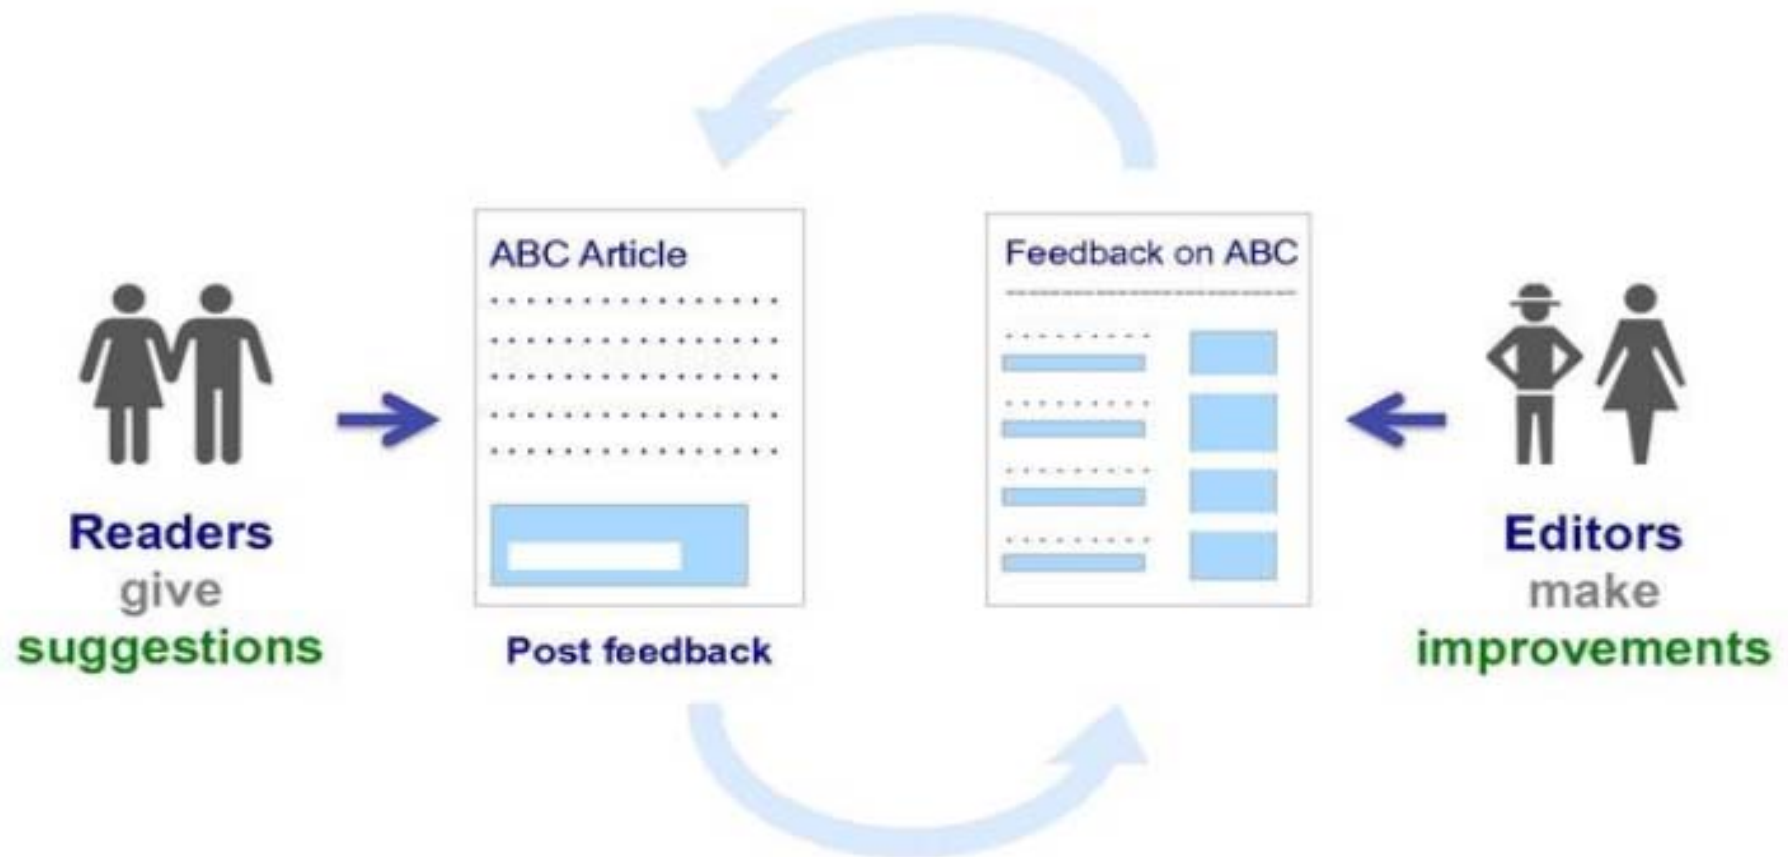 ABC Article
Feedback on ABC
Readers
give
suggestions
Post feedback
Editors
make
improvements